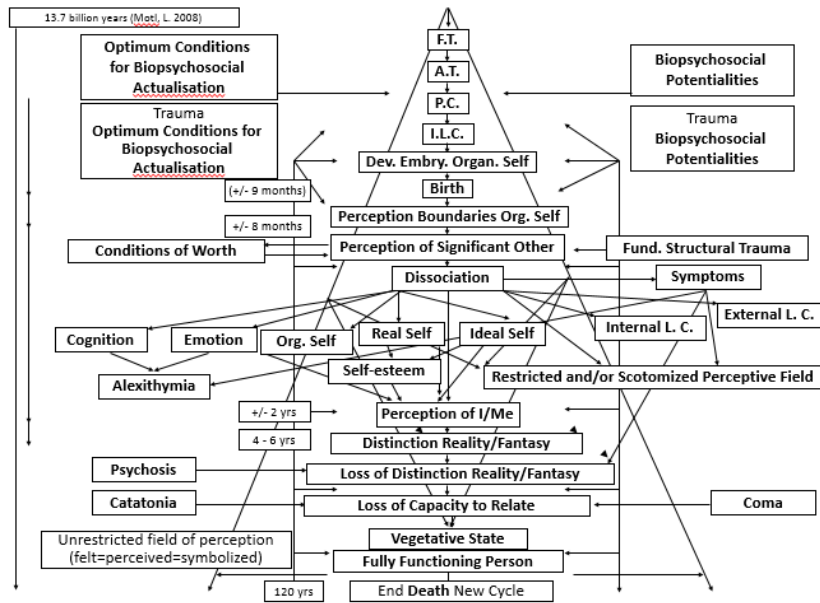 13.7 billion years (Motl, L. 2008)
F.T.
Optimum Conditions
for Biopsychosocial
Actualisation
Biopsychosocial
Potentialities
A.T.
P.C.
Trauma
Optimum Conditions for
Biopsychosocial
Actualisation
Trauma
Biopsychosocial
Potentialities
I.L.C.
Dev. Embry. Organ. Self
(+/- 9 months)
Birth
Perception Boundaries Org. Self
+/- 8 months
Conditions of Worth
Perception of Significant Other
Fund. Structural Trauma
Dissociation
Symptoms
External L. C.
Cognition
Emotion
Org. Self
Real Self
Ideal Self
Internal L. C.
Self-esteem
Alexithymia
Restricted and/or Scotomized Perceptive Field
+/- 2 yrs
Perception of I/Me
4 - 6 yrs
Distinction Reality/Fantasy
Psychosis
Loss of Distinction Reality/Fantasy
Catatonia
Loss of Capacity to Relate
Coma
Unrestricted field of perception
(felt=perceived=symbolized)
Vegetative State
Fully Functioning Person
120 yrs
End Death New Cycle